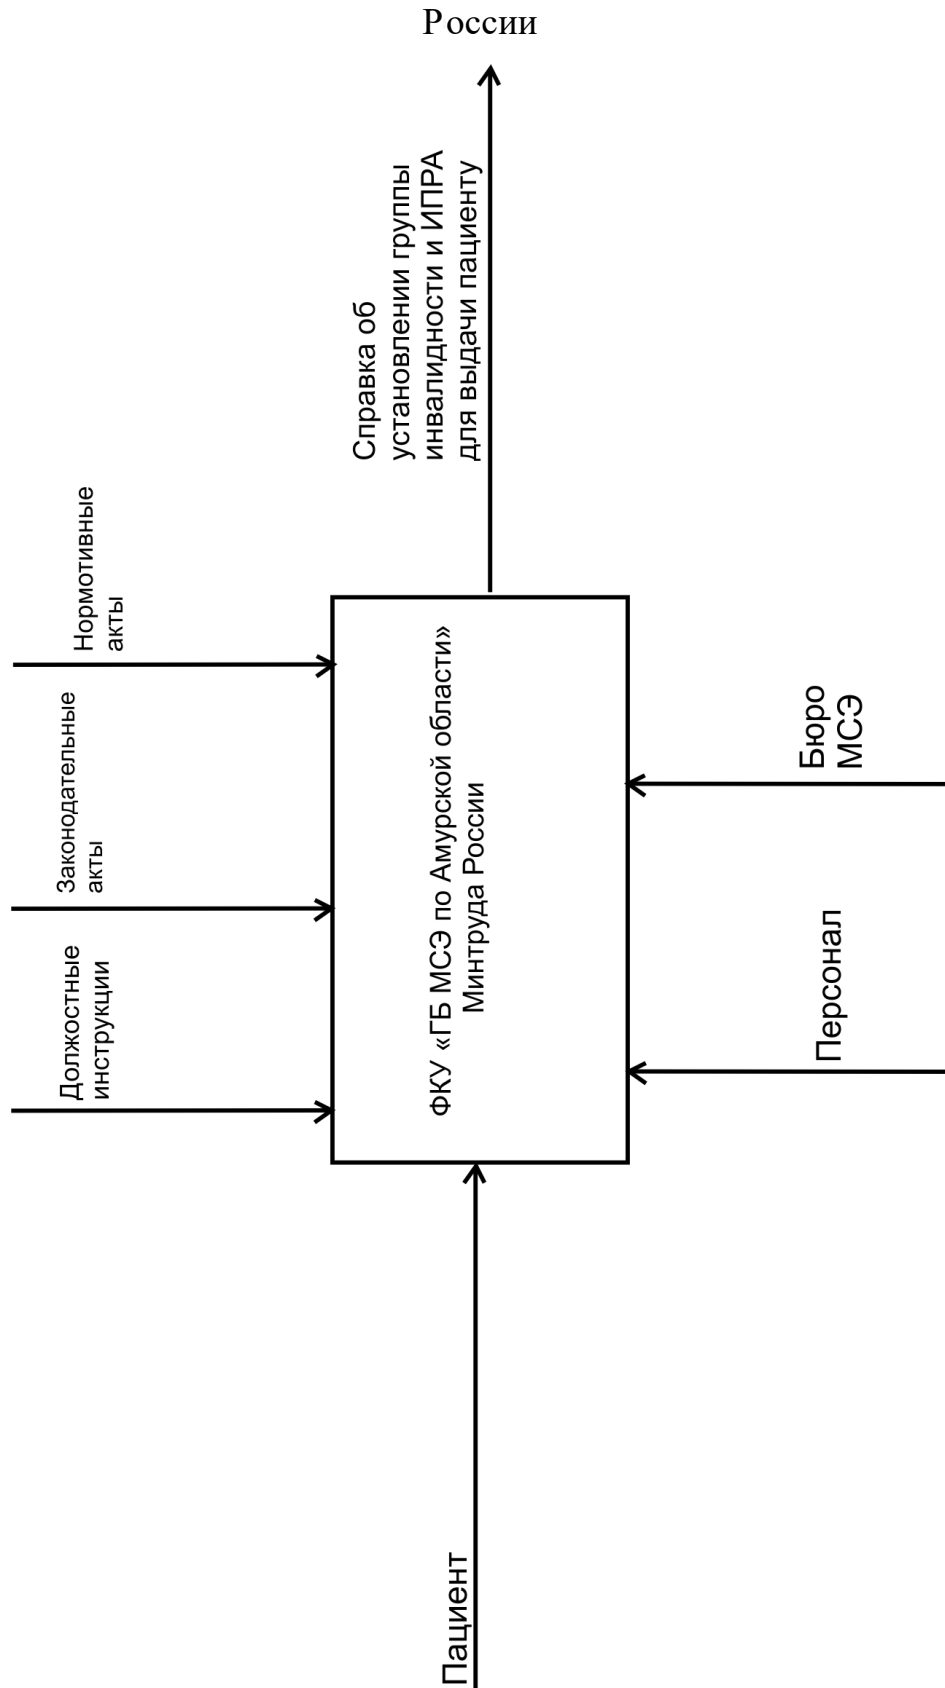 России
Справка об
установлении группы
инвалидности и ИПРА
для выдачи пациенту
Должостные
инструкции
Законодательные
акты
Нормотивные
акты
ФКУ «ГБ МСЭ по Амурской области»
Минтруда России
Персонал
Бюро
МСЭ
Пациент